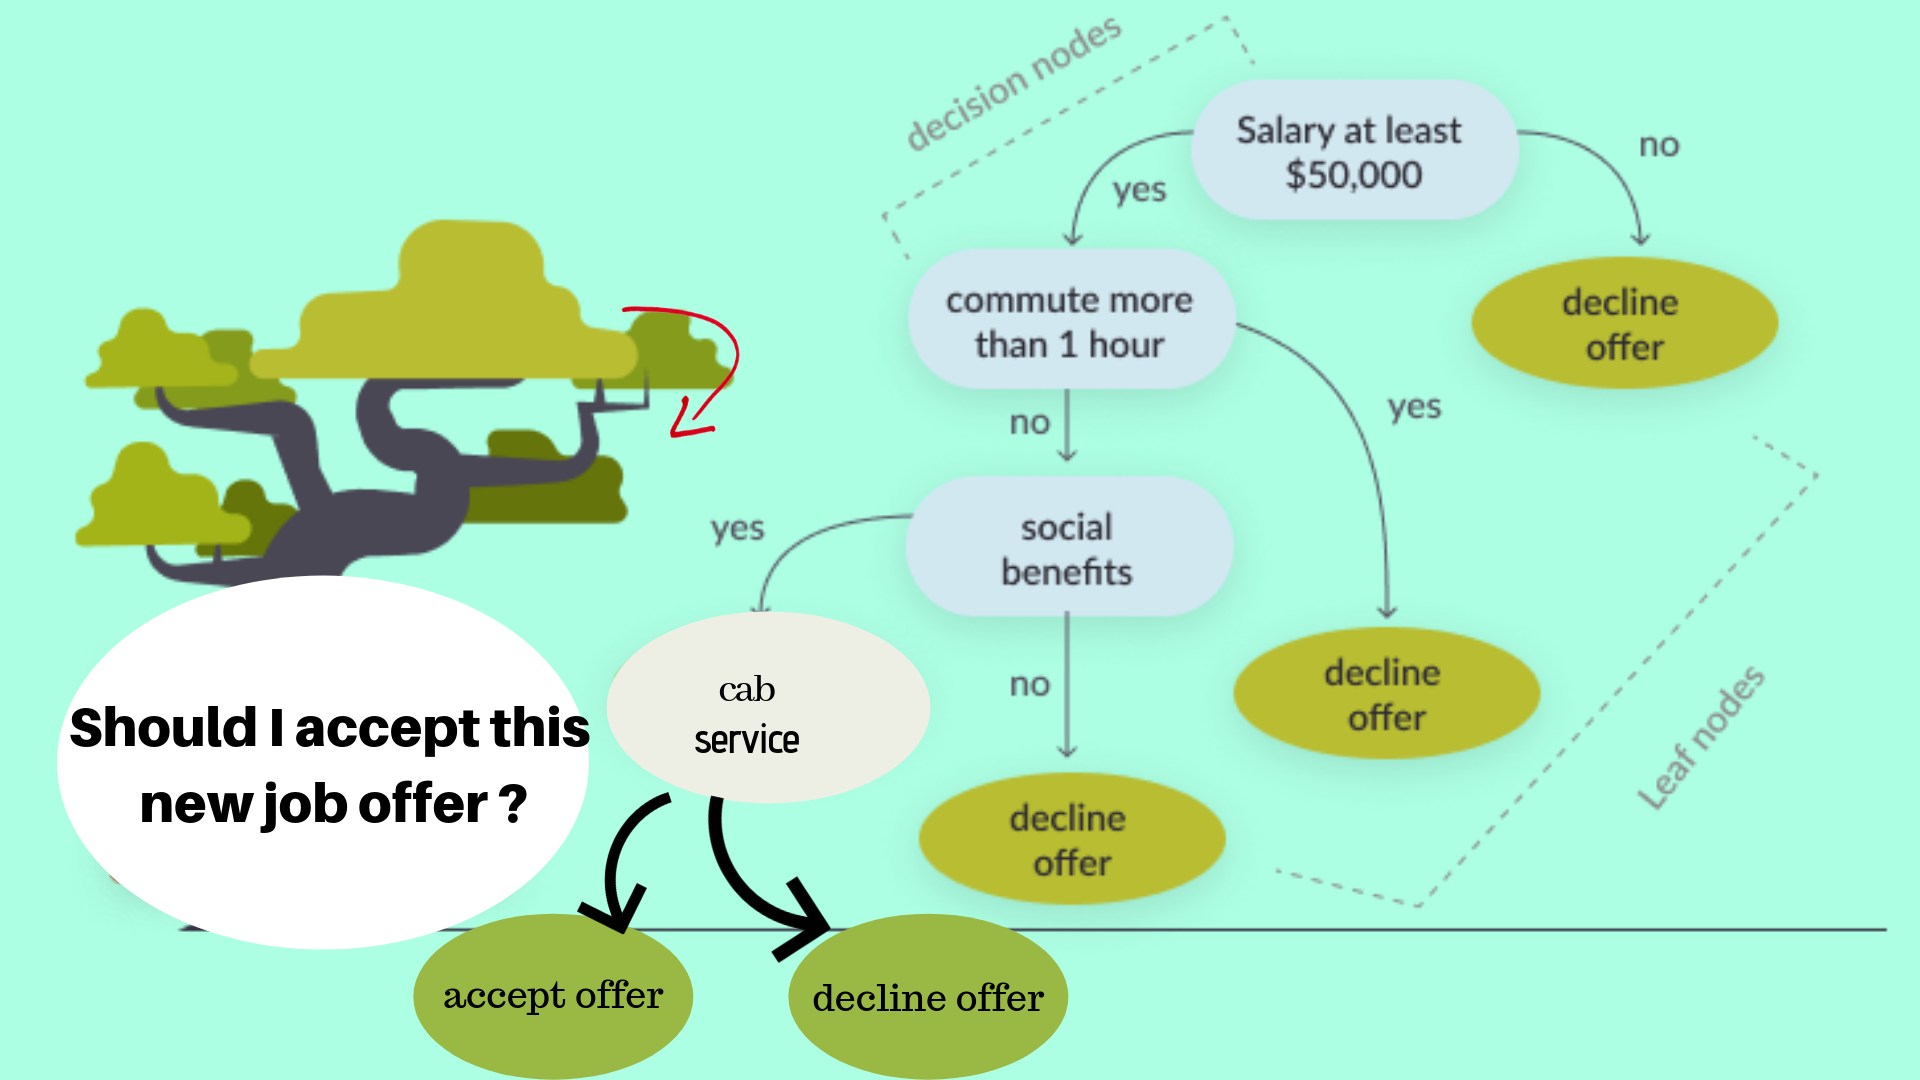 decision nodes
Salary at least
$50,000
yes
no
commute more
than 1 hour
decline
offer
no
yes
social
benefits
yes
no
cab
service
decline
offer
decline
offer
Leaf nodes
Should I accept this
new job offer ?
accept offer
decline offer